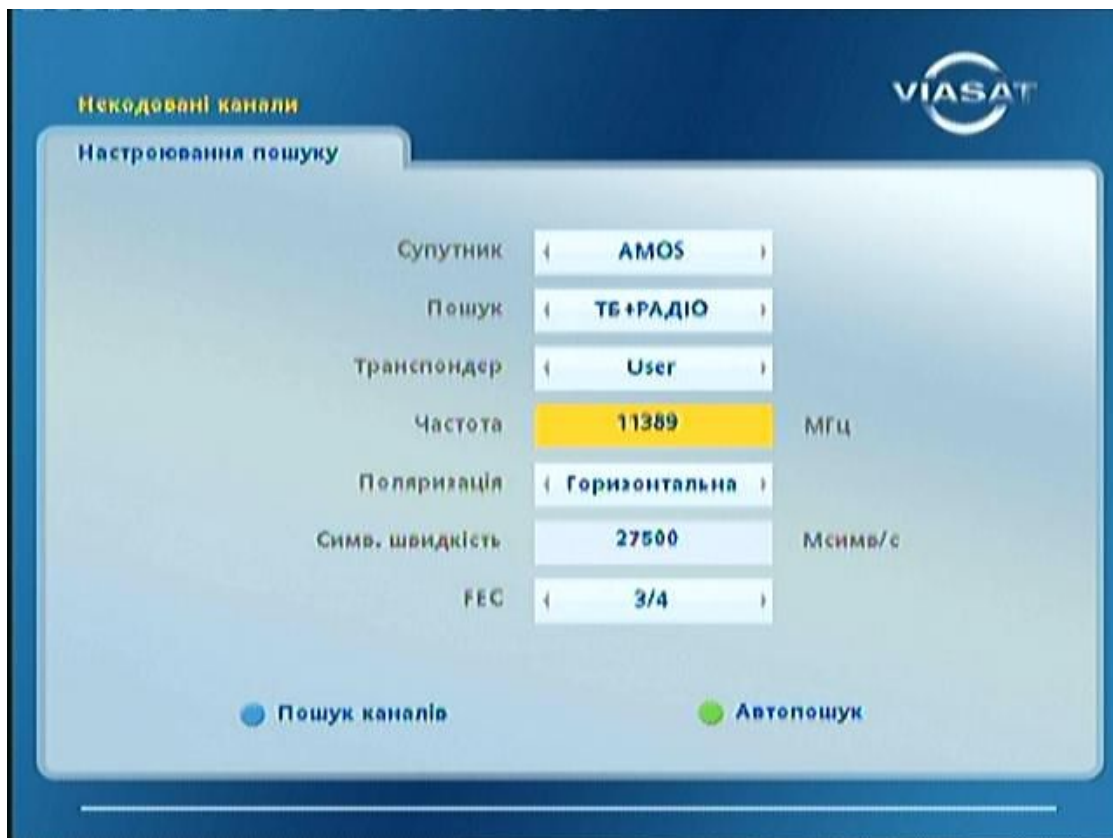 VIASAT
Некодовані канали
Настроювання пошуку
Супутник AMOS
Пошук ТБ+РАДІО
Транспондер User
Частота 11389 МГц
Поляризація Горизонтальна
Симв. швидкість 27500 Мсимв/с
FEC 3/4
Пошук каналів Автопошук